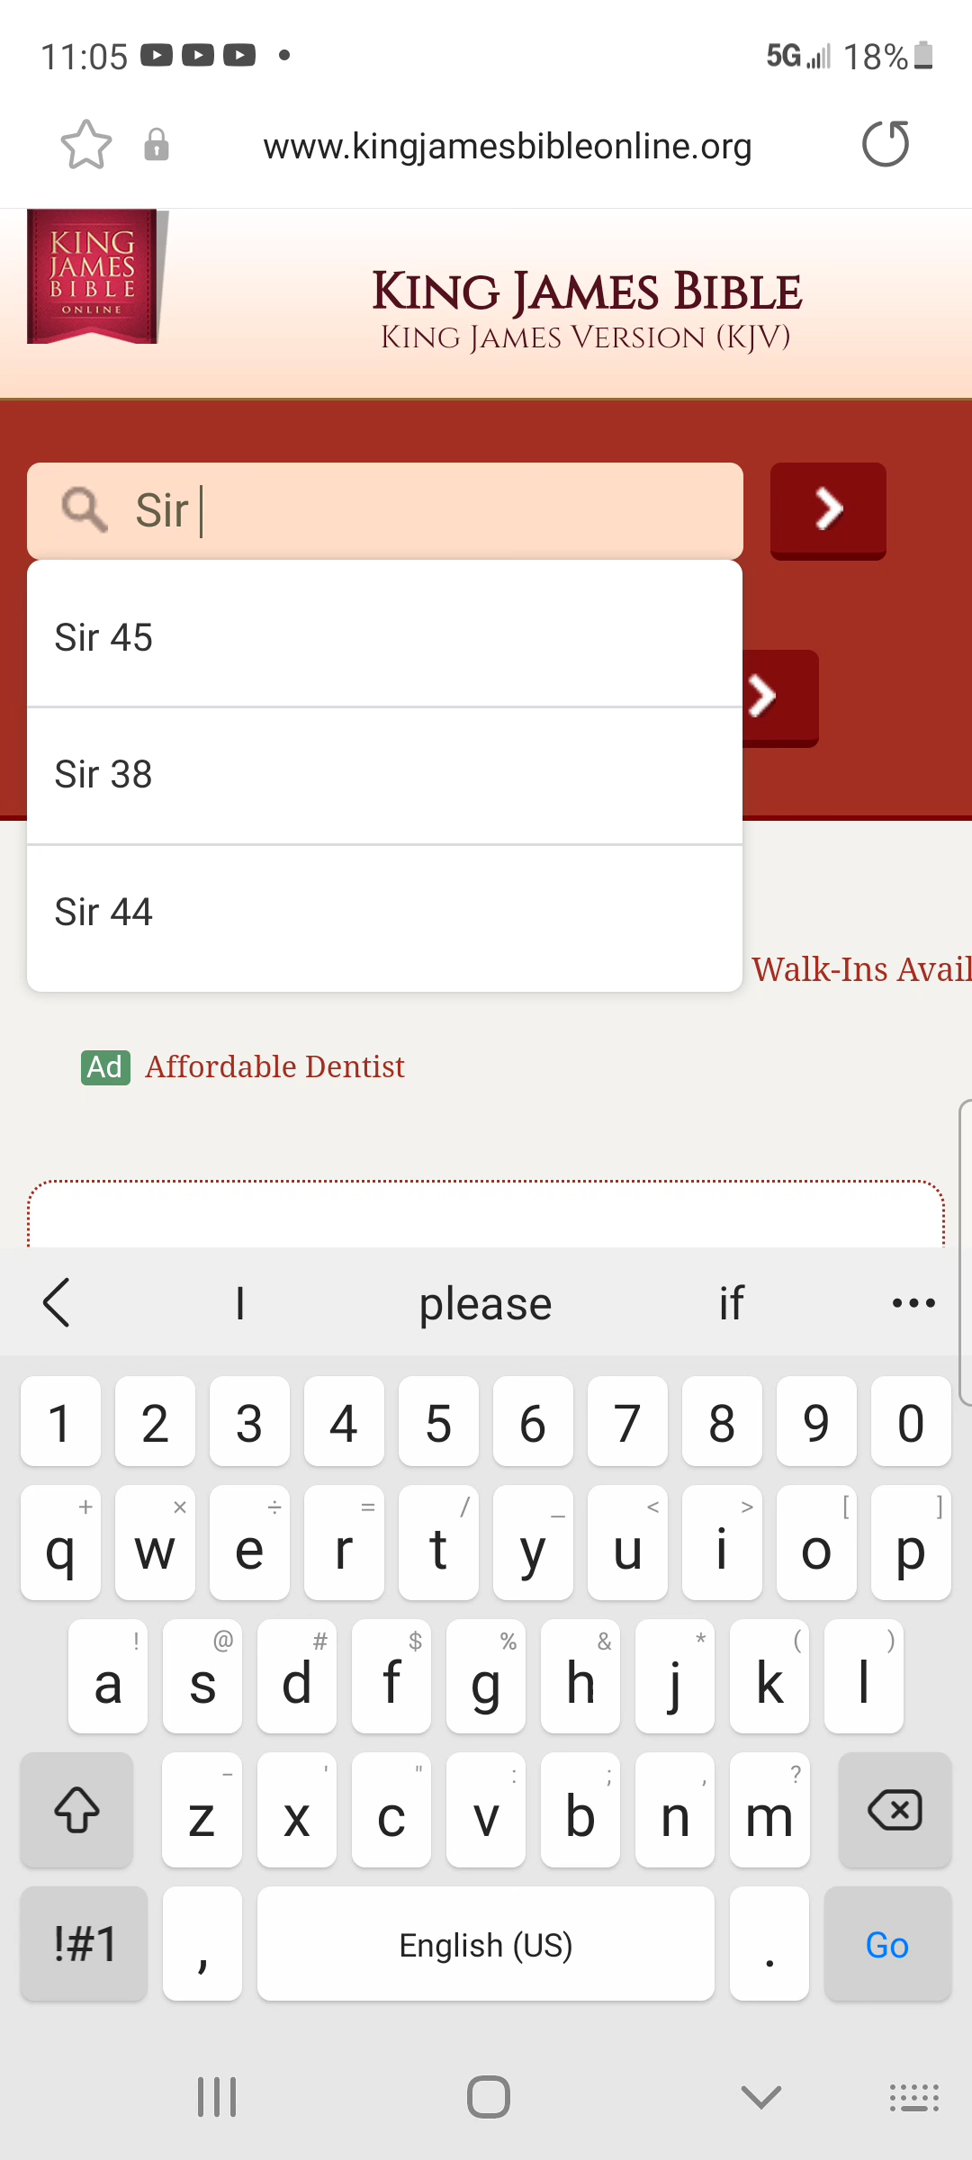 11:05
5G 18%
www.kingjamesbibleonline.org
KING
JAMES
BIBLE
ONLINE
KING JAMES BIBLE
KING JAMES VERSION (KJV)
Sir
Sir 45
Sir 38
Sir 44
Walk-Ins Avail
Ad Affordable Dentist
I please if •••
1 2 3 4 5 6 7 8 9 0
+ × ÷ = / _ < > [ ]
q w e r t y u i o p
! @ # $ % & * ( )
a s d f g h j k l
- ' " : ; , ?
z x c v b n m
!#1 , English (US) . Go